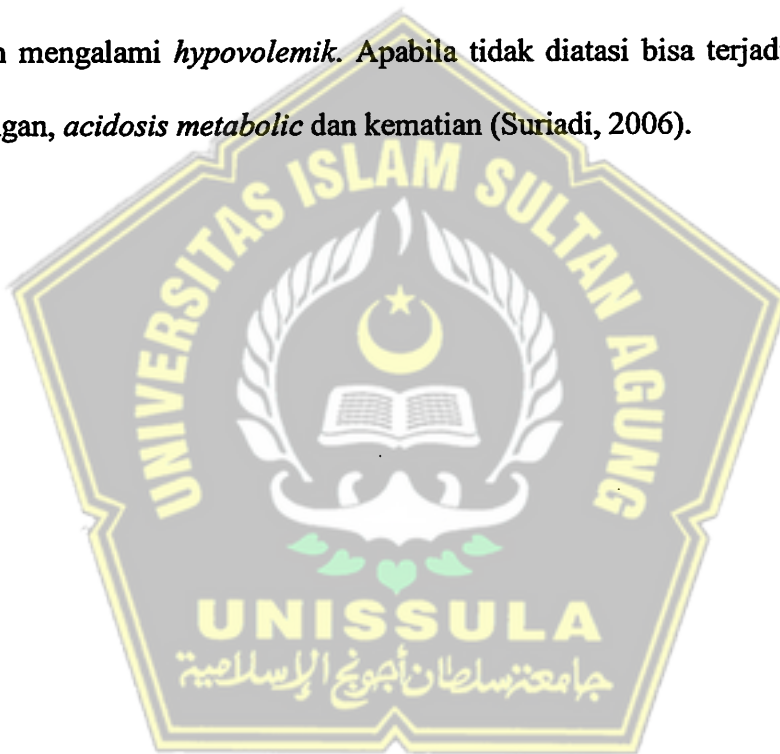 mengalami hypovolemik. Apabila tidak diatasi bisa terjad
gan, acidosis metabolic dan kematian (Suriadi, 2006).
UNIVERSITAS ISLAM SULTAN AGUNG
UNISSULA
جامعة سلطان أجونج الإسلامية